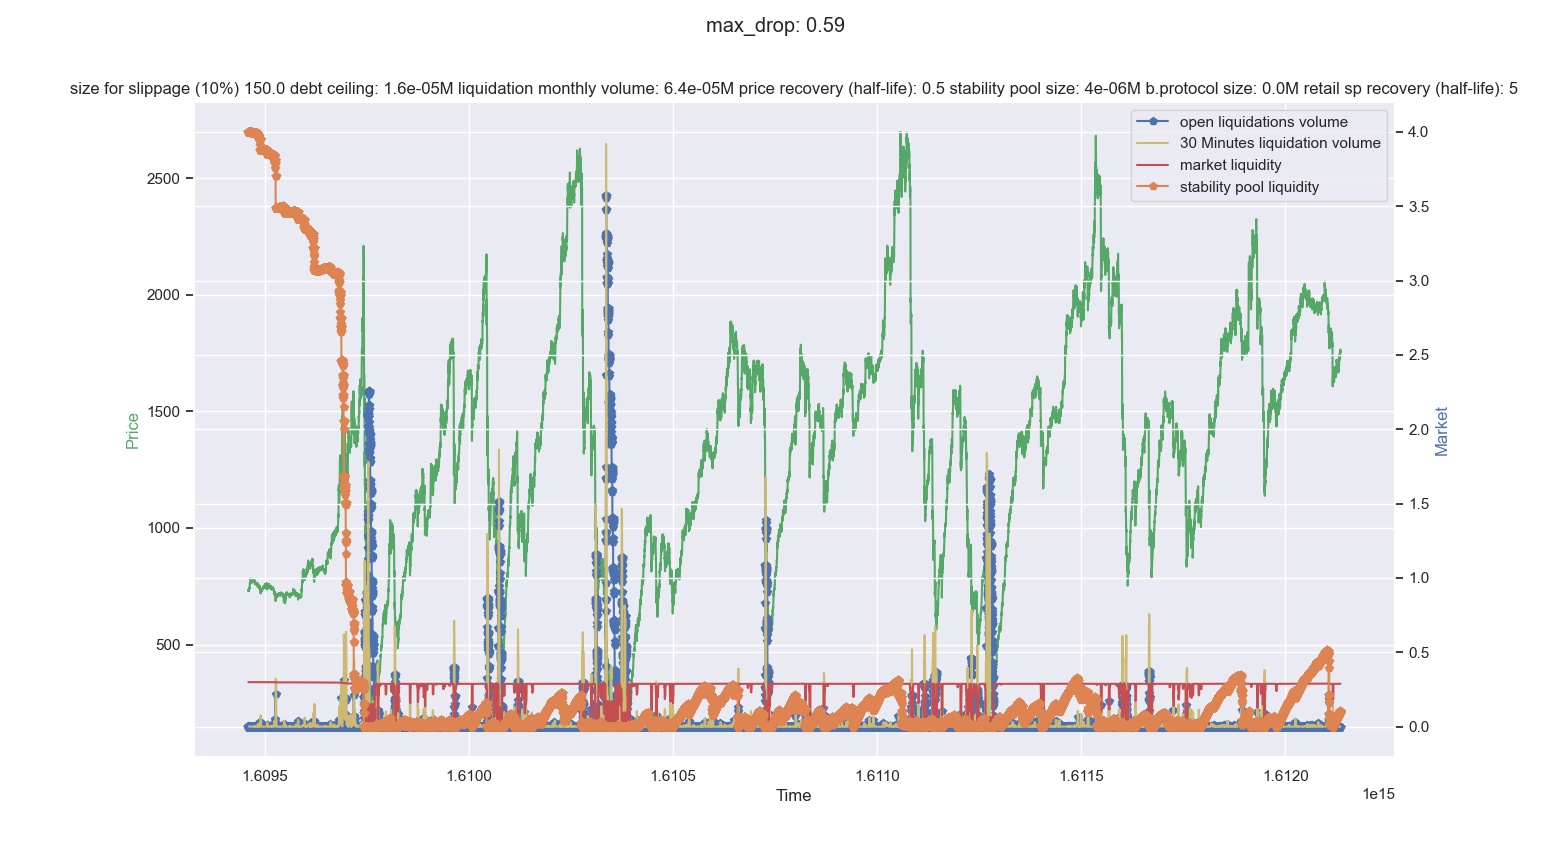 max_drop: 0.59
size for slippage (10%) 150.0 debt ceiling: 1.6e-05M liquidation monthly volume: 6.4e-05M price recovery (half-life): 0.5 stability pool size: 4e-06M b.protocol size: 0.0M retail sp recovery (half-life): 5
open liquidations volume
30 Minutes liquidation volume
market liquidity
stability pool liquidity
Price
2500
2000
1500
1000
500
4.0
3.5
3.0
2.5
2.0
1.5
1.0
0.5
0.0
Market
1.6095 1.6100 1.6105 1.6110 1.6115 1.6120
1e15
Time